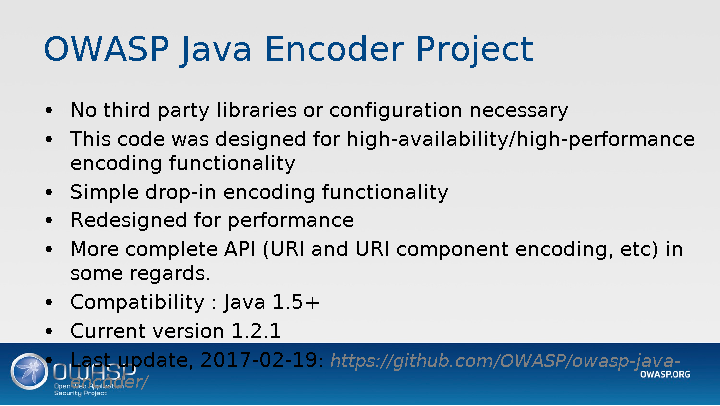 OWASP Java Encoder Project
• No third party libraries or configuration necessary
• This code was designed for high-availability/high-performance
encoding functionality
• Simple drop-in encoding functionality
• Redesigned for performance
• More complete API (URI and URI component encoding, etc) in
some regards.
• Compatibility : Java 1.5+
• Current version 1.2.1
• Last update, 2017-02-19: https://github.com/OWASP/owasp-java-
encoder/
OWASP
Open Web Application
Security Project
OWASP.ORG